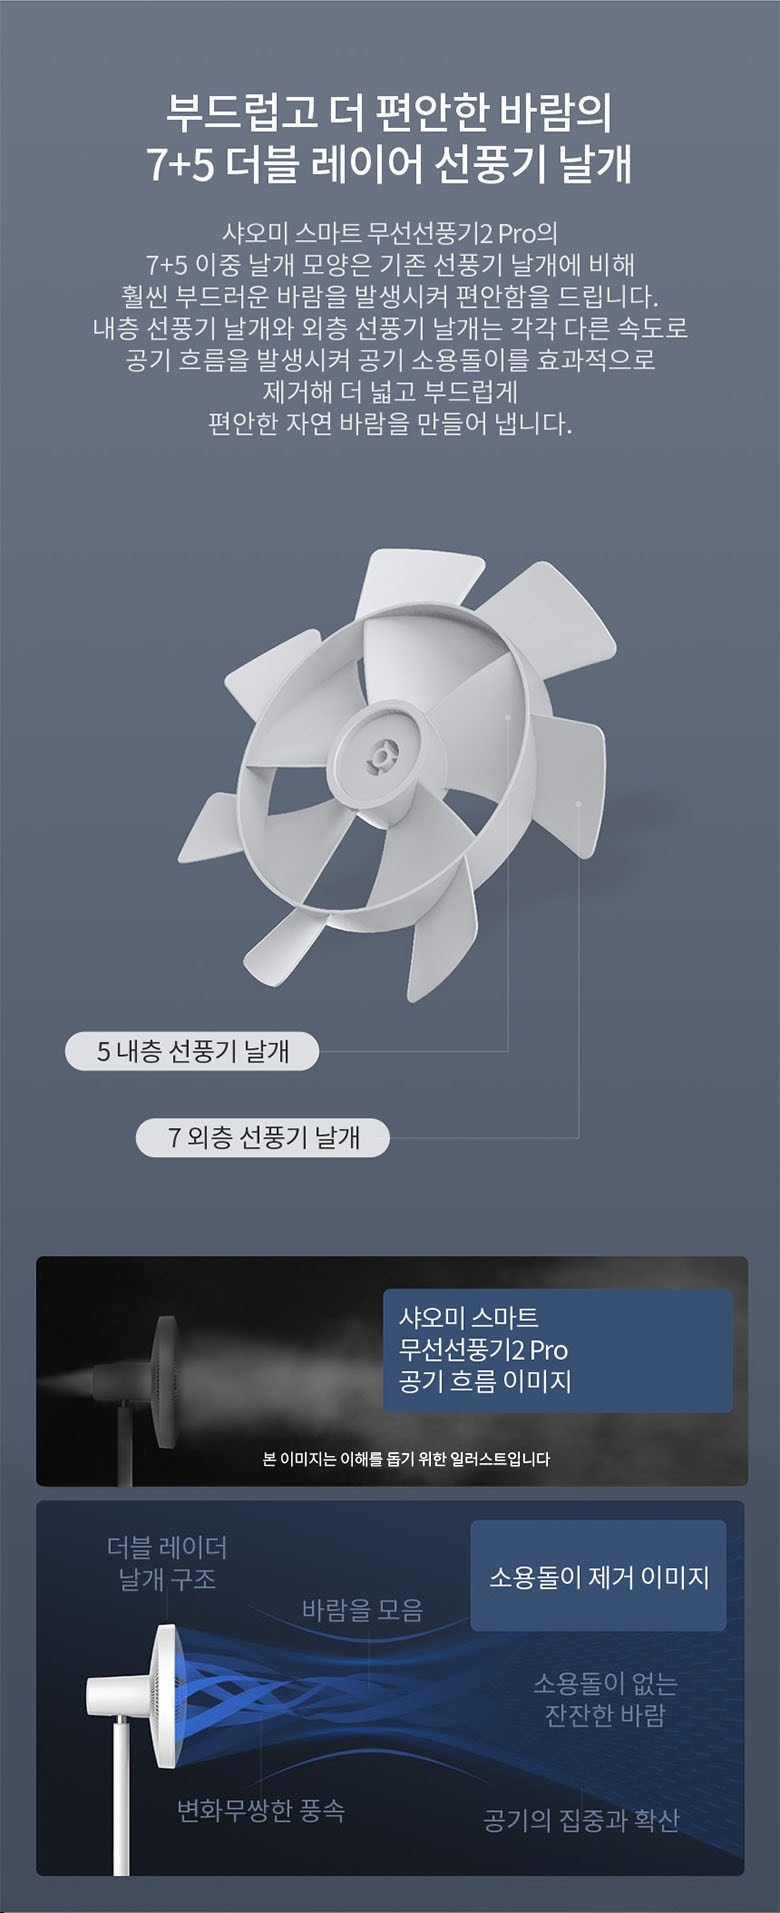 부드럽고 더 편안한 바람의
7+5 더블 레이어 선풍기 날개
샤오미 스마트 무선선풍기2 Pro의
7+5 이중 날개 모양은 기존 선풍기 날개에 비해
훨씬 부드러운 바람을 발생시켜 편안함을 드립니다.
내층 선풍기 날개와 외층 선풍기 날개는 각각 다른 속도로
공기 흐름을 발생시켜 공기 소용돌이를 효과적으로
제거해 더 넓고 부드럽게
편안한 자연 바람을 만들어 냅니다.
5 내층 선풍기 날개
7 외층 선풍기 날개
샤오미 스마트
무선선풍기2 Pro
공기 흐름 이미지
본 이미지는 이해를 돕기 위한 일러스트입니다
더블 레이더
날개 구조
소용돌이 제거 이미지
바람을 모음
소용돌이 없는
잔잔한 바람
변화무쌍한 풍속
공기의 집중과 확산